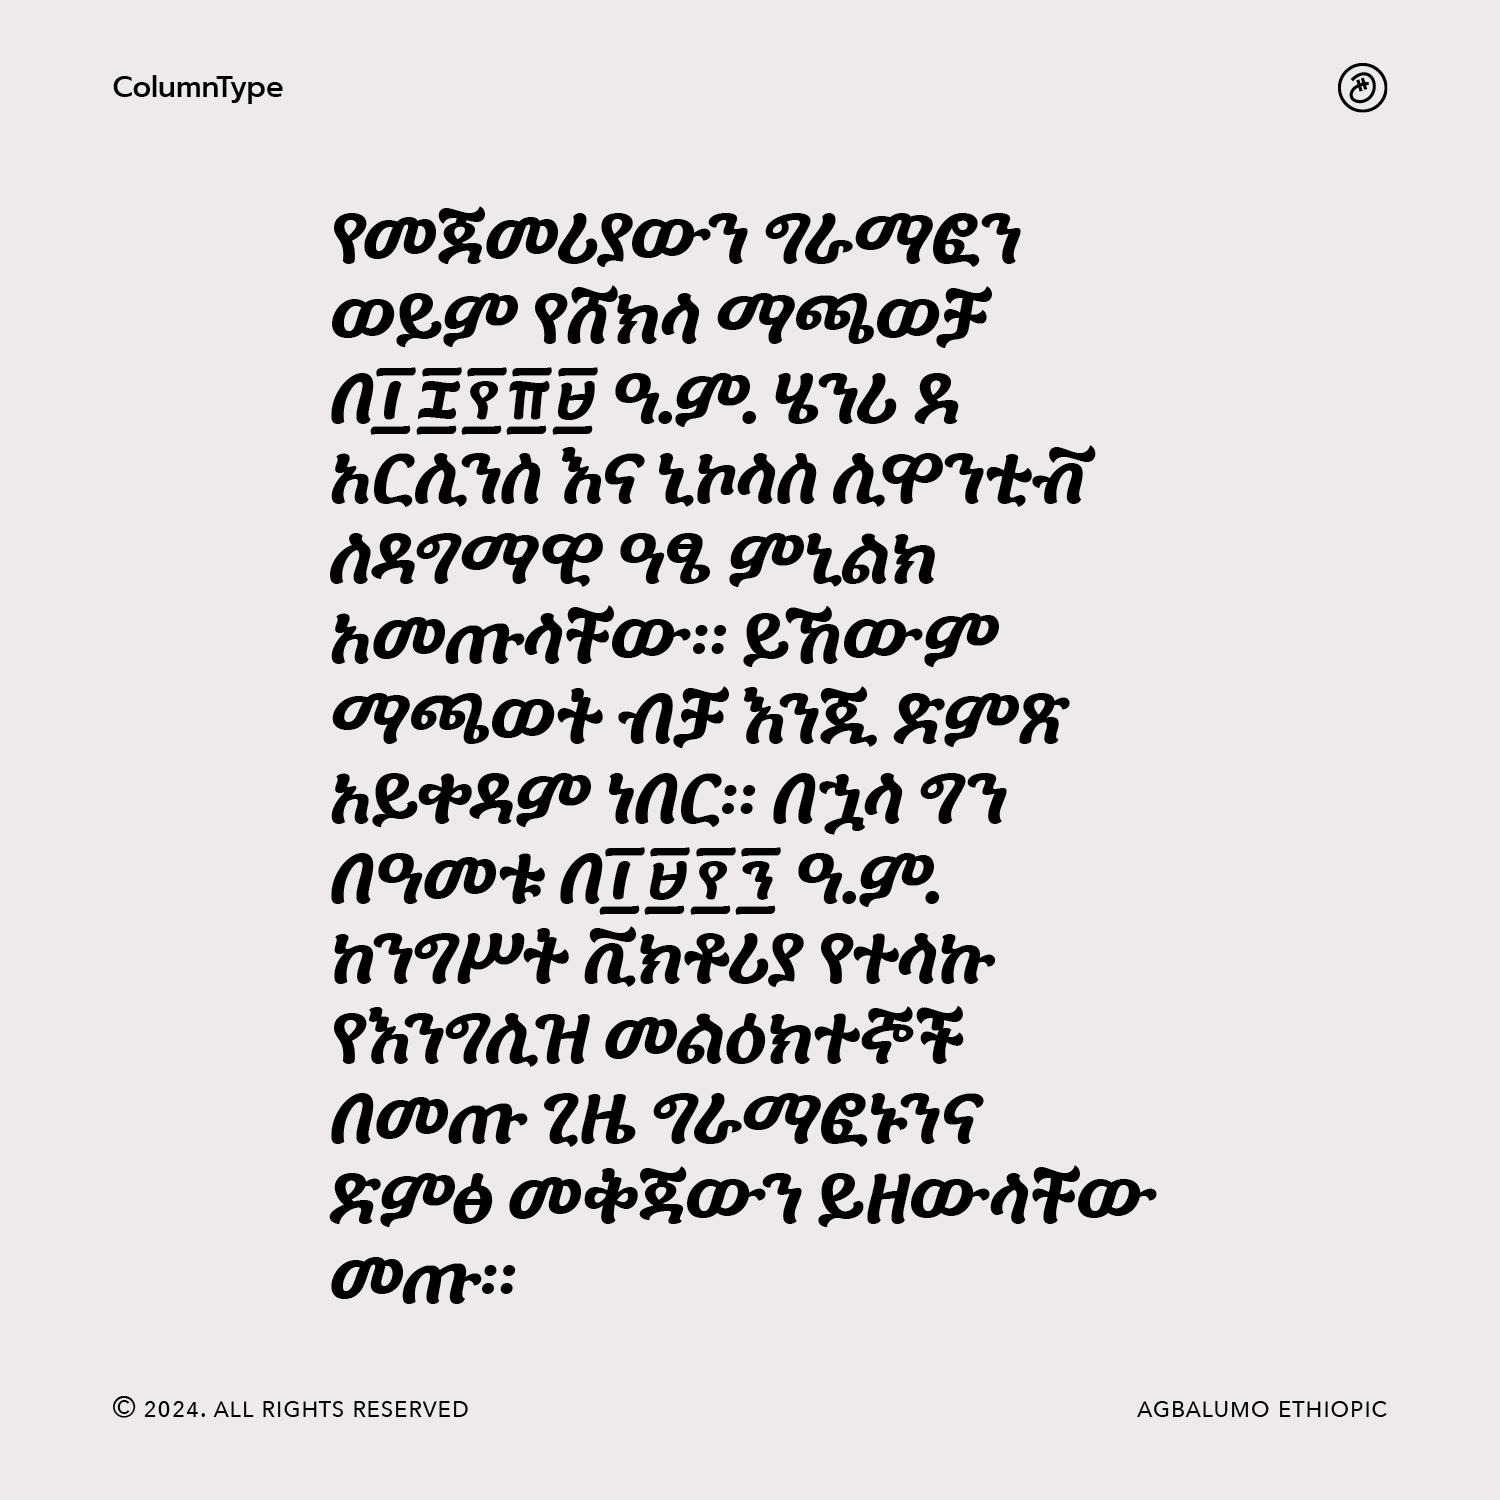 ColumnType
የመጀመሪያውን ግራማፎን
ወይም የሸክላ ማጫወቻ
በ፲፰፻፹፱ ዓ.ም. ሄንሪ ደ
አርሲንስ እና ኒኮላስ ሲዋንቲቭ
ለዳግማዊ ዓፄ ምኒልክ
አመጡላቸው። ይኸውም
ማጫወት ብቻ እንጂ ድምጽ
አይቀዳም ነበር። በኋላ ግን
በዓመቱ በ፲፱፻፫ ዓ.ም.
ከንግሥት ቪክቶሪያ የተላኩ
የእንግሊዝ መልዕክተኞች
በመጡ ጊዜ ግራማፎኑንና
ድምፅ መቅጃውን ይዘውላቸው
መጡ።
© 2024. ALL RIGHTS RESERVED
AGBALUMO ETHIOPIC